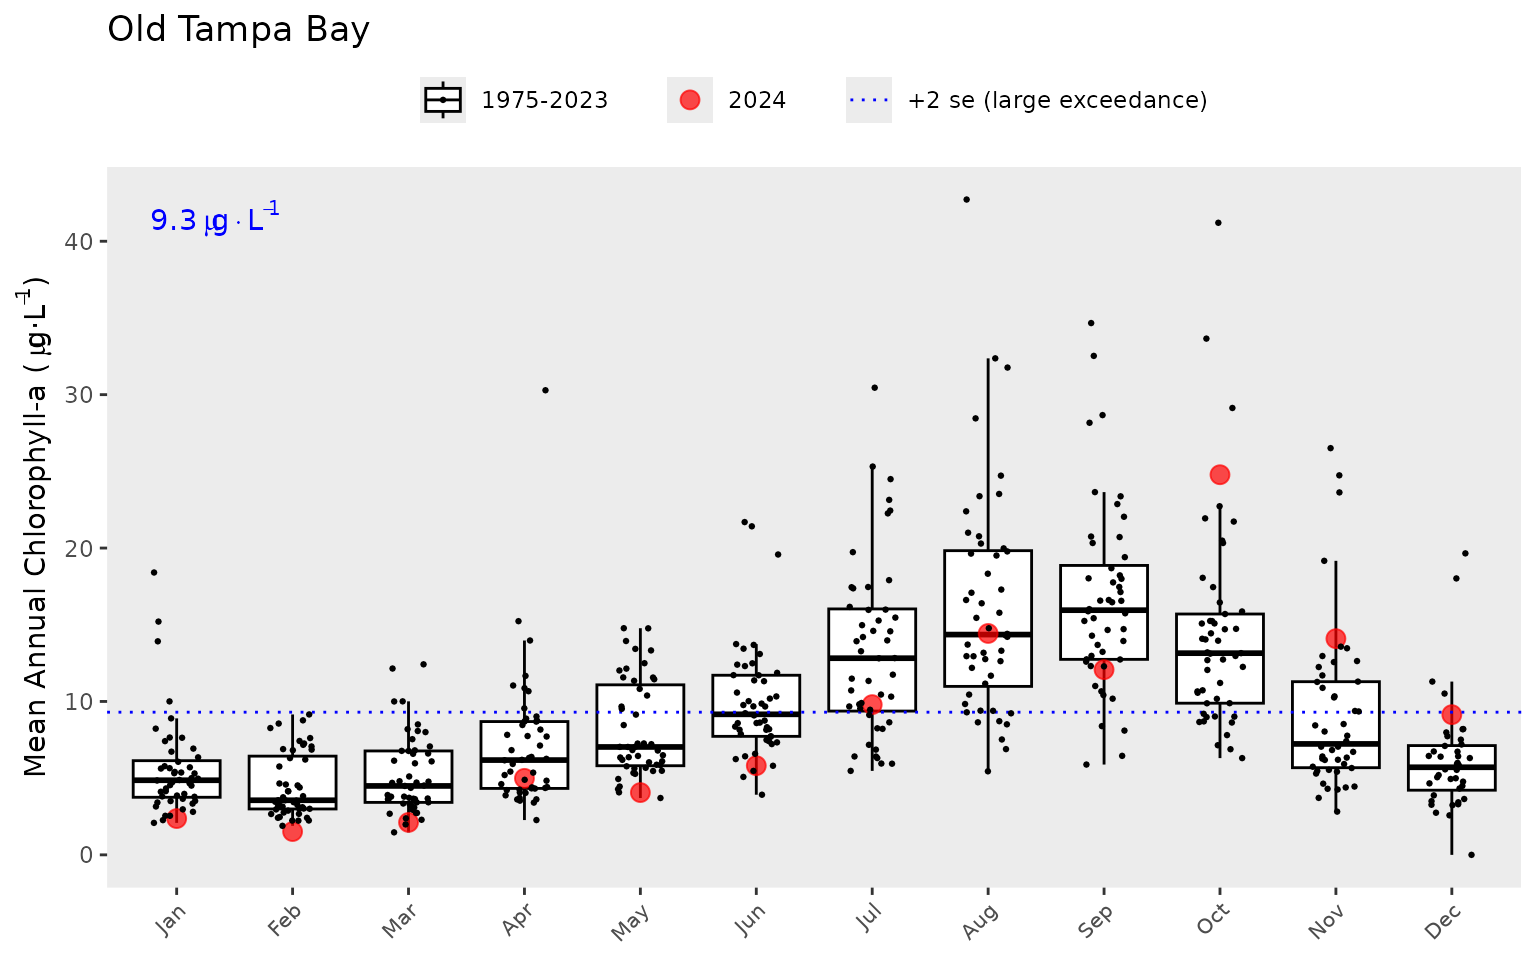 Old Tampa Bay
1975-2023 2024 +2 se (large exceedance)
9.3 μg·L⁻¹
Mean Annual Chlorophyll-a (μg·L⁻¹)
40
30
20
10
0
Jan Feb Mar Apr May Jun Jul Aug Sep Oct Nov Dec